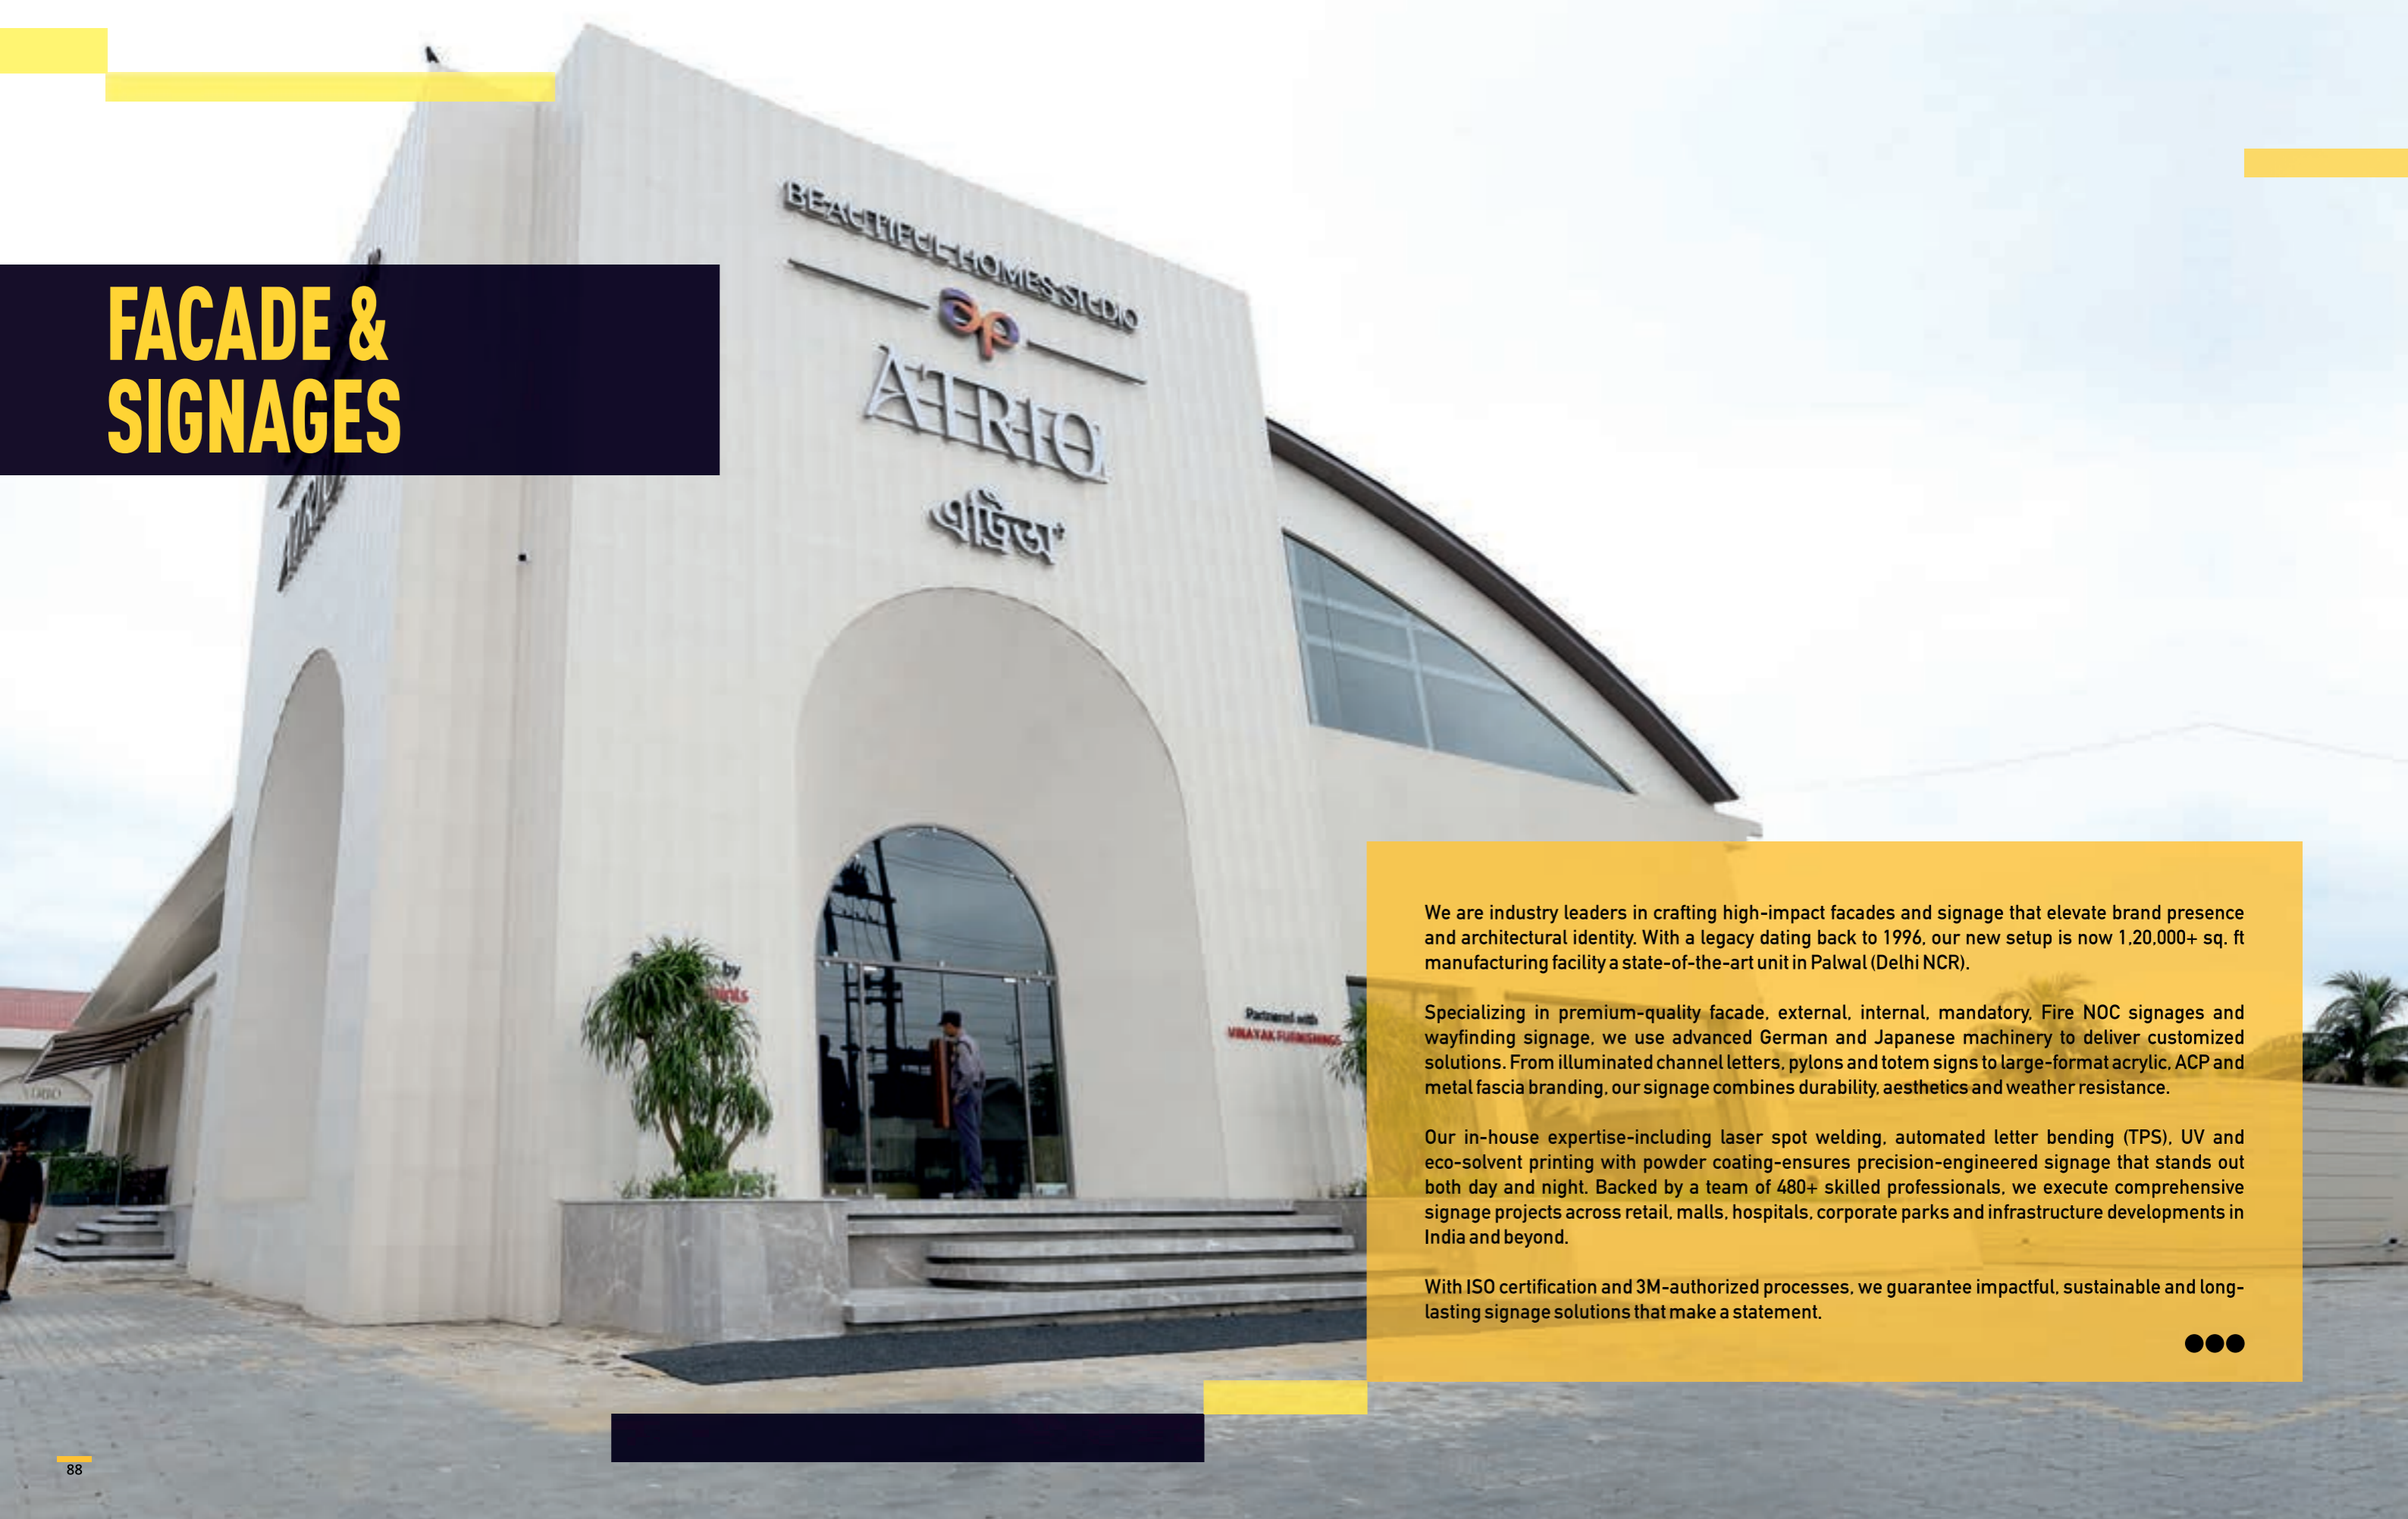 FACADE &
SIGNAGES
BEAUTIFUL HOMES STUDIO
ap
ATRIO
এট্রিঅ'
by
Partnered with
VINAYAK FURNISHINGS
We are industry leaders in crafting high-impact facades and signage that elevate brand presence
and architectural identity. With a legacy dating back to 1996, our new setup is now 1,20,000+ sq. ft
manufacturing facility a state-of-the-art unit in Palwal (Delhi NCR).
Specializing in premium-quality facade, external, internal, mandatory, Fire NOC signages and
wayfinding signage, we use advanced German and Japanese machinery to deliver customized
solutions. From illuminated channel letters, pylons and totem signs to large-format acrylic, ACP and
metal fascia branding, our signage combines durability, aesthetics and weather resistance.
Our in-house expertise-including laser spot welding, automated letter bending (TPS), UV and
eco-solvent printing with powder coating-ensures precision-engineered signage that stands out
both day and night. Backed by a team of 480+ skilled professionals, we execute comprehensive
signage projects across retail, malls, hospitals, corporate parks and infrastructure developments in
India and beyond.
With ISO certification and 3M-authorized processes, we guarantee impactful, sustainable and long-
lasting signage solutions that make a statement.
88